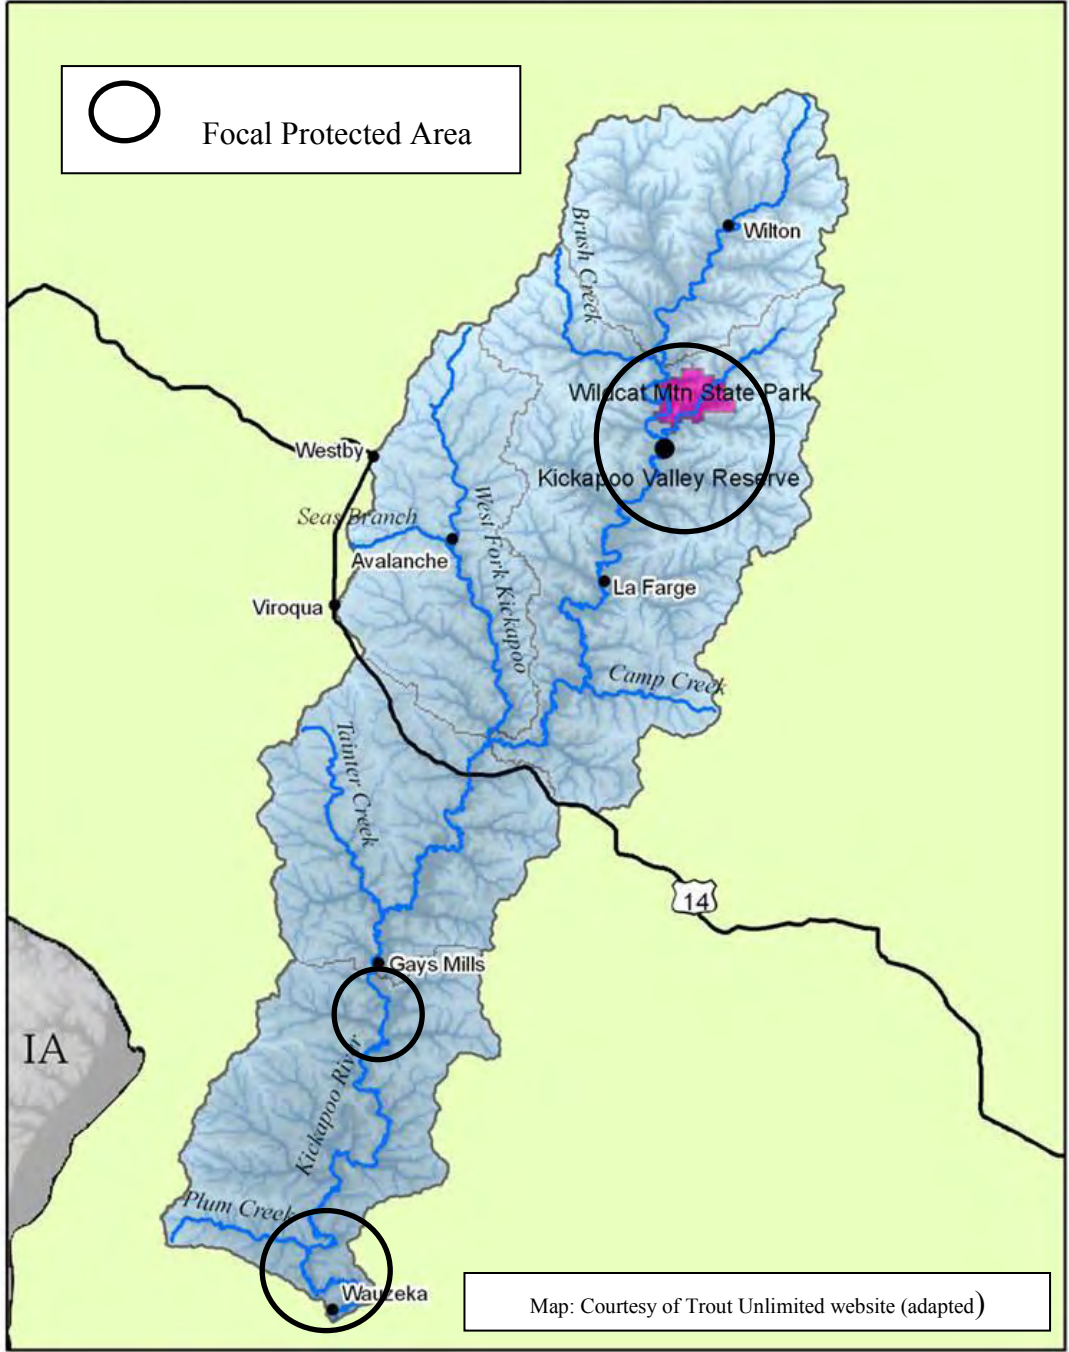 Focal Protected Area
Brush Creek
Wilton
Wildcat Mtn State Park
Westby
Kickapoo Valley Reserve
Seas Branch
West Fork Kickapoo
Avalanche
La Farge
Viroqua
Camp Creek
Tainter Creek
14
Gays Mills
IA
Kickapoo River
Plum Creek
Wauzeka
Map: Courtesy of Trout Unlimited website (adapted)